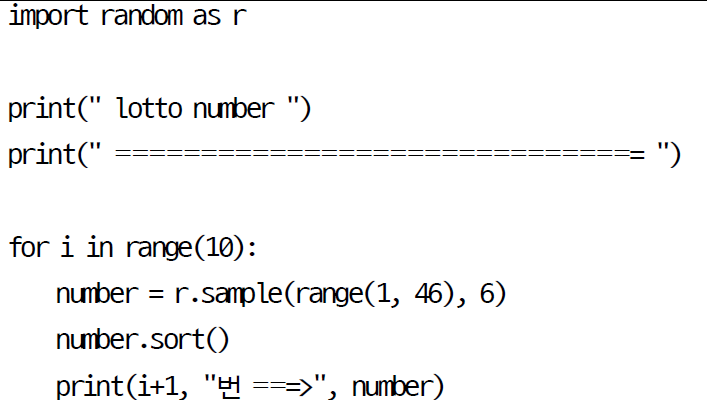 import random as r
print(" lotto number ")
print(" =============================== ")
for i in range(10):
    number = r.sample(range(1, 46), 6)
    number.sort()
    print(i+1, "번 ===>", number)